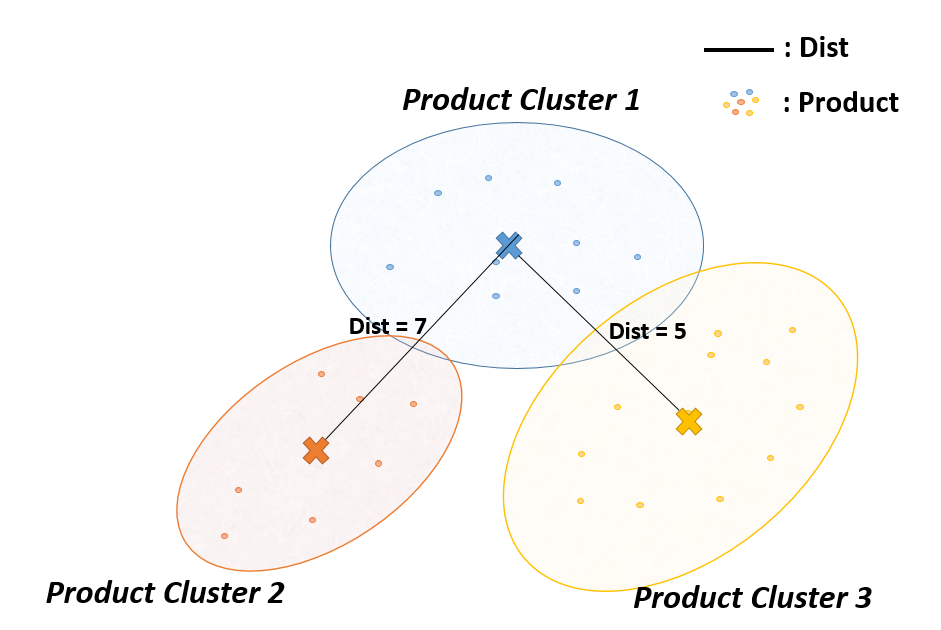 : Dist
: Product
Product Cluster 1
Dist = 7
Dist = 5
Product Cluster 2
Product Cluster 3